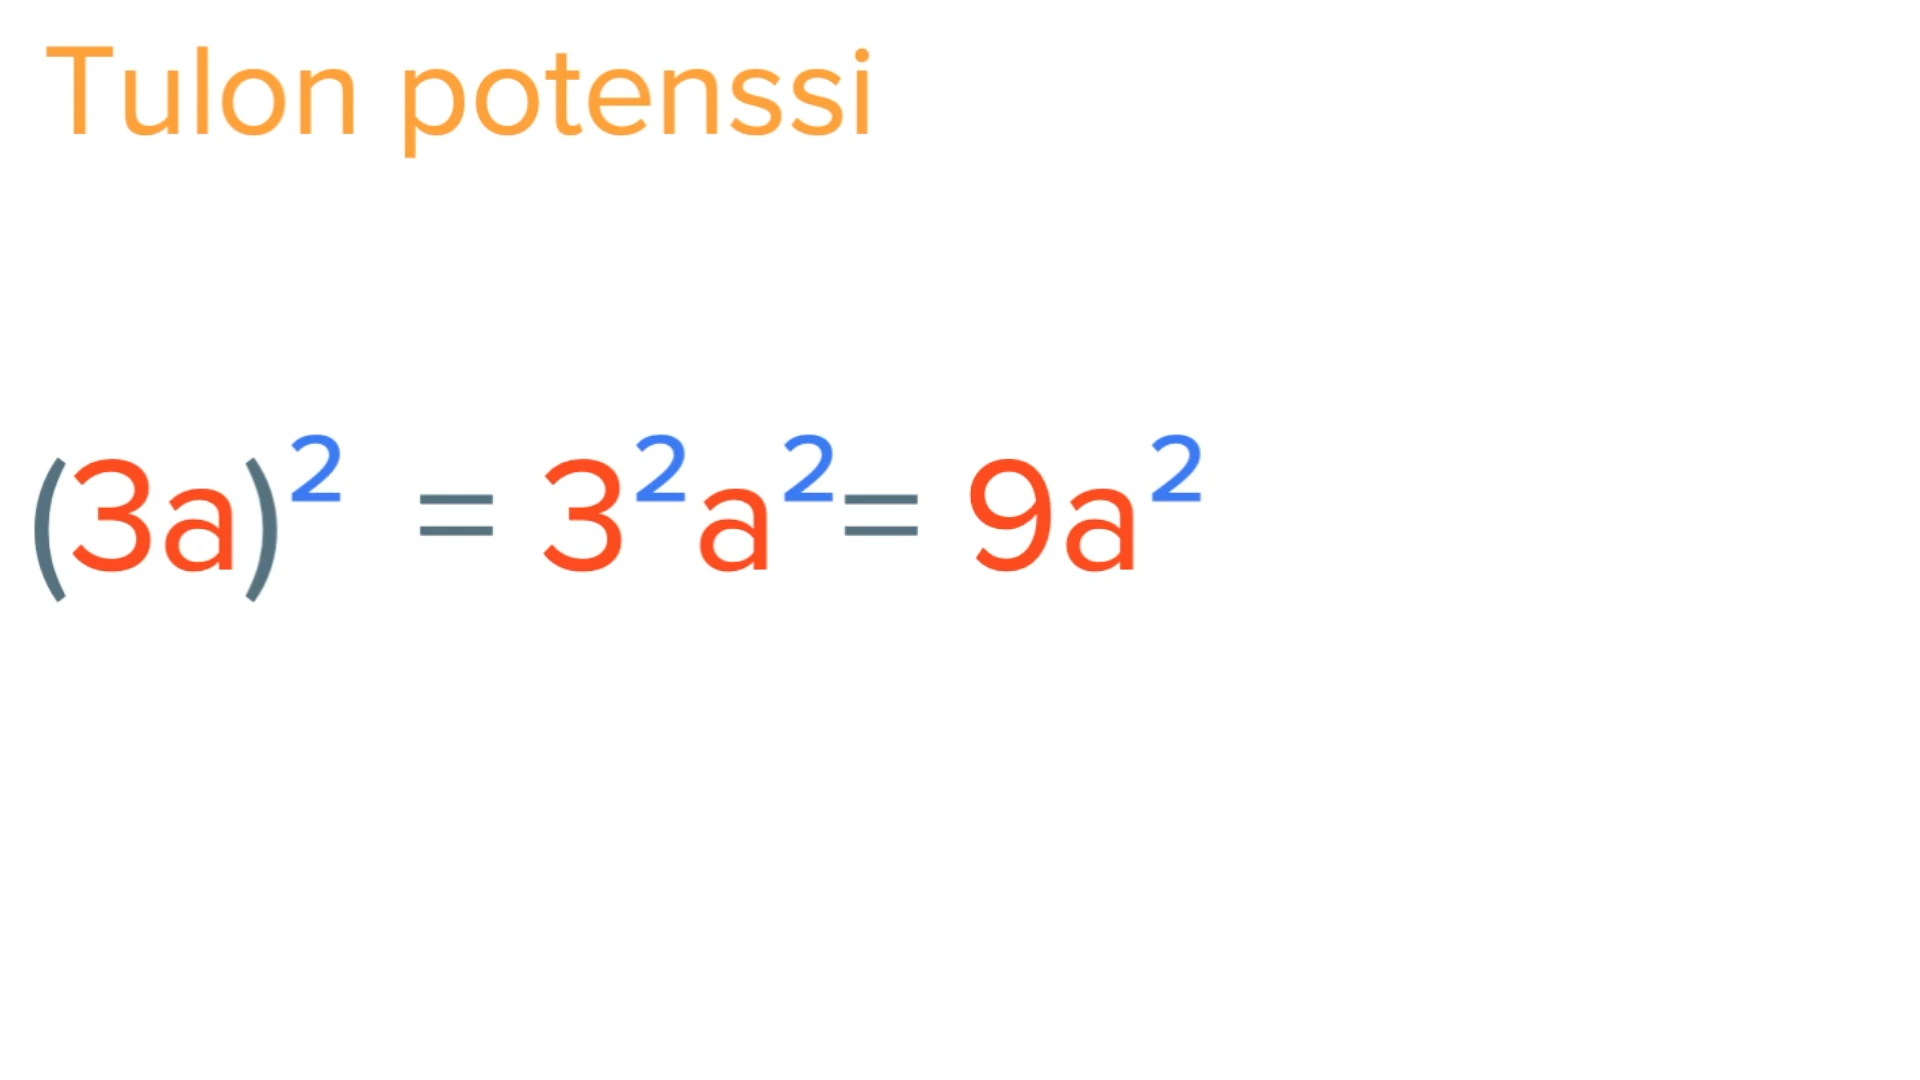 Tulon potenssi
(3a)² = 3²a²= 9a²